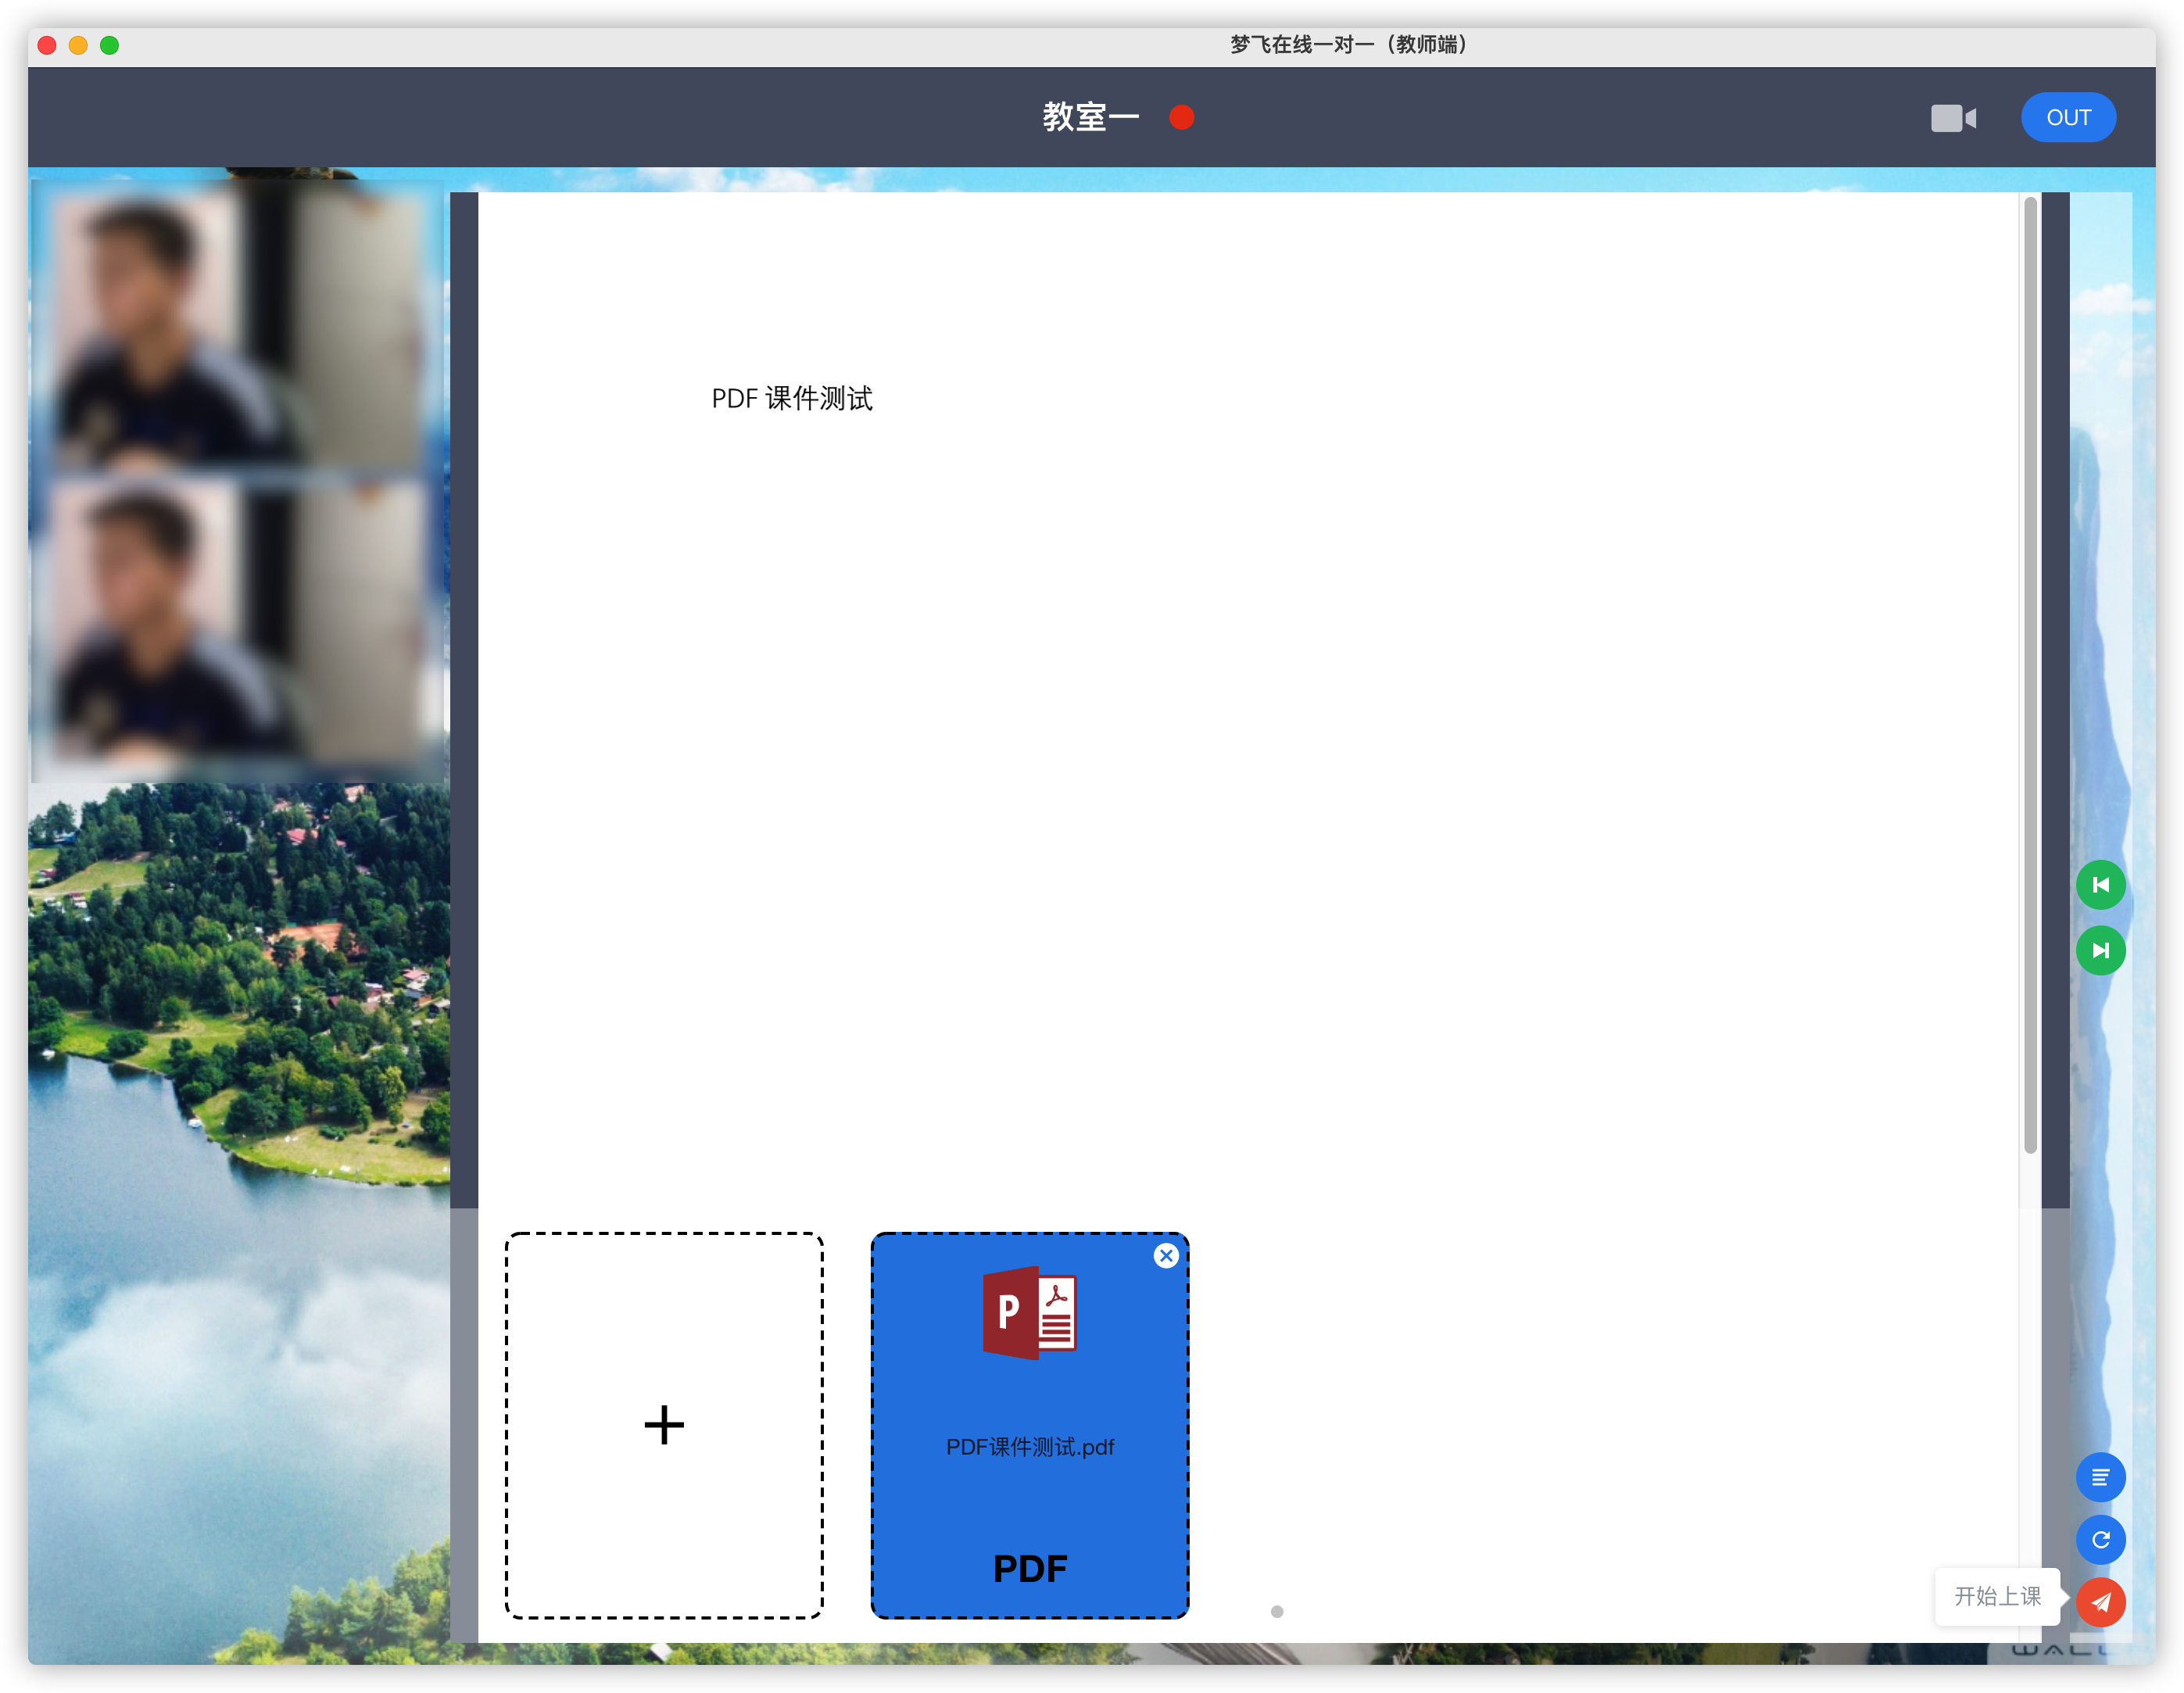 梦飞在线一对一（教师端）
教室一
OUT
PDF 课件测试
P
PDF课件测试.pdf
PDF
开始上课